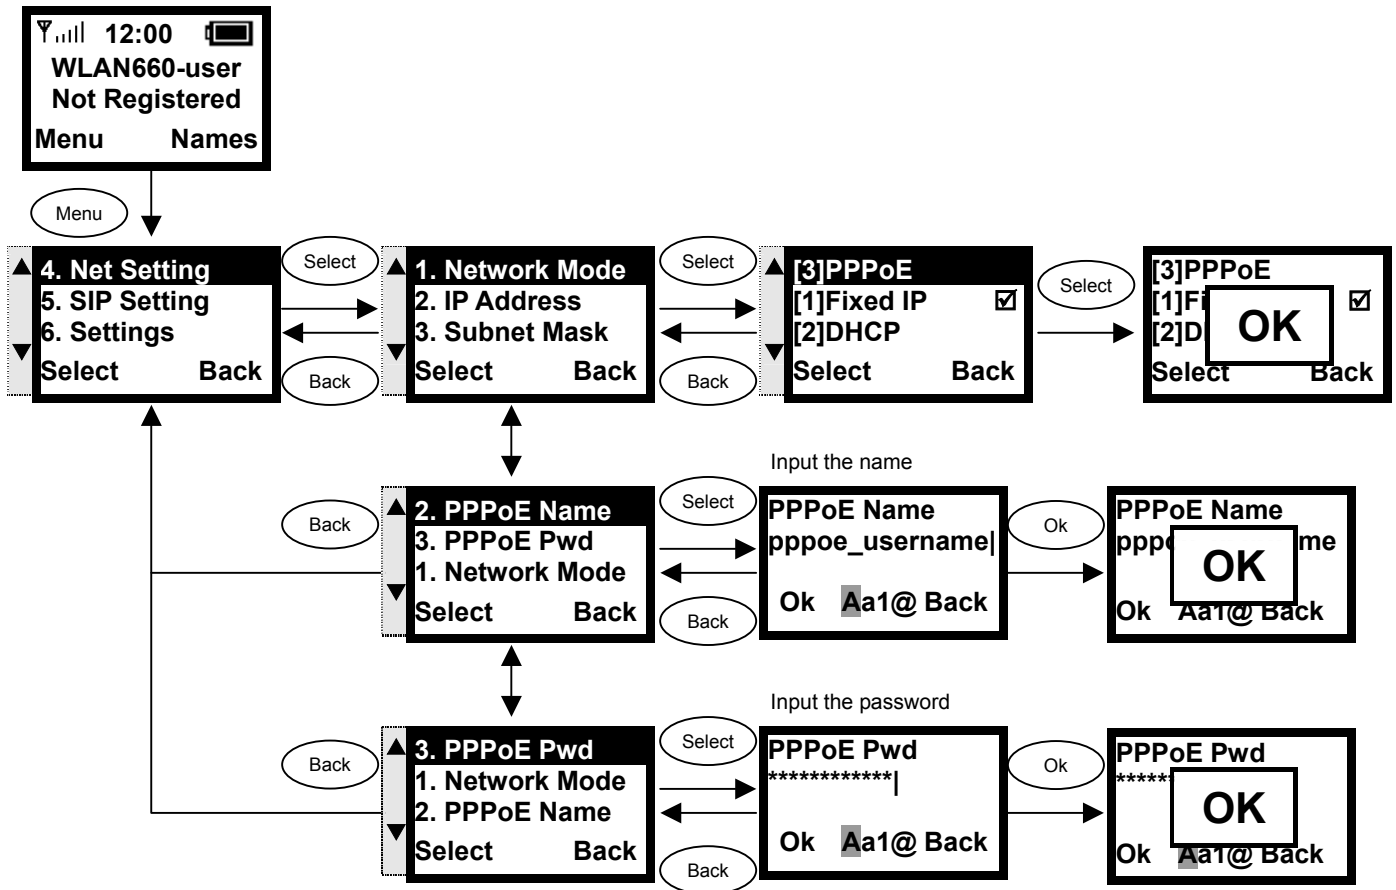 12:00
WLAN660-user
Not Registered
Menu Names
Menu
4. Net Setting
5. SIP Setting
6. Settings
Select Back
Select
Back
1. Network Mode
2. IP Address
3. Subnet Mask
Select Back
Select
Back
[3]PPPoE
[1]Fixed IP
[2]DHCP
Select Back
Select
[3]PPPoE
[1]Fi
[2]D
OK
Select Back
Back
2. PPPoE Name
3. PPPoE Pwd
1. Network Mode
Select Back
Select
Back
Input the name
PPPoE Name
pppoe_username|
Ok Aa1@ Back
Ok
PPPoE Name
pppo me
OK
Ok Aa1@ Back
Back
3. PPPoE Pwd
1. Network Mode
2. PPPoE Name
Select Back
Select
Back
Input the password
PPPoE Pwd
************|
Ok Aa1@ Back
Ok
PPPoE Pwd
*****
OK
Ok Aa1@ Back